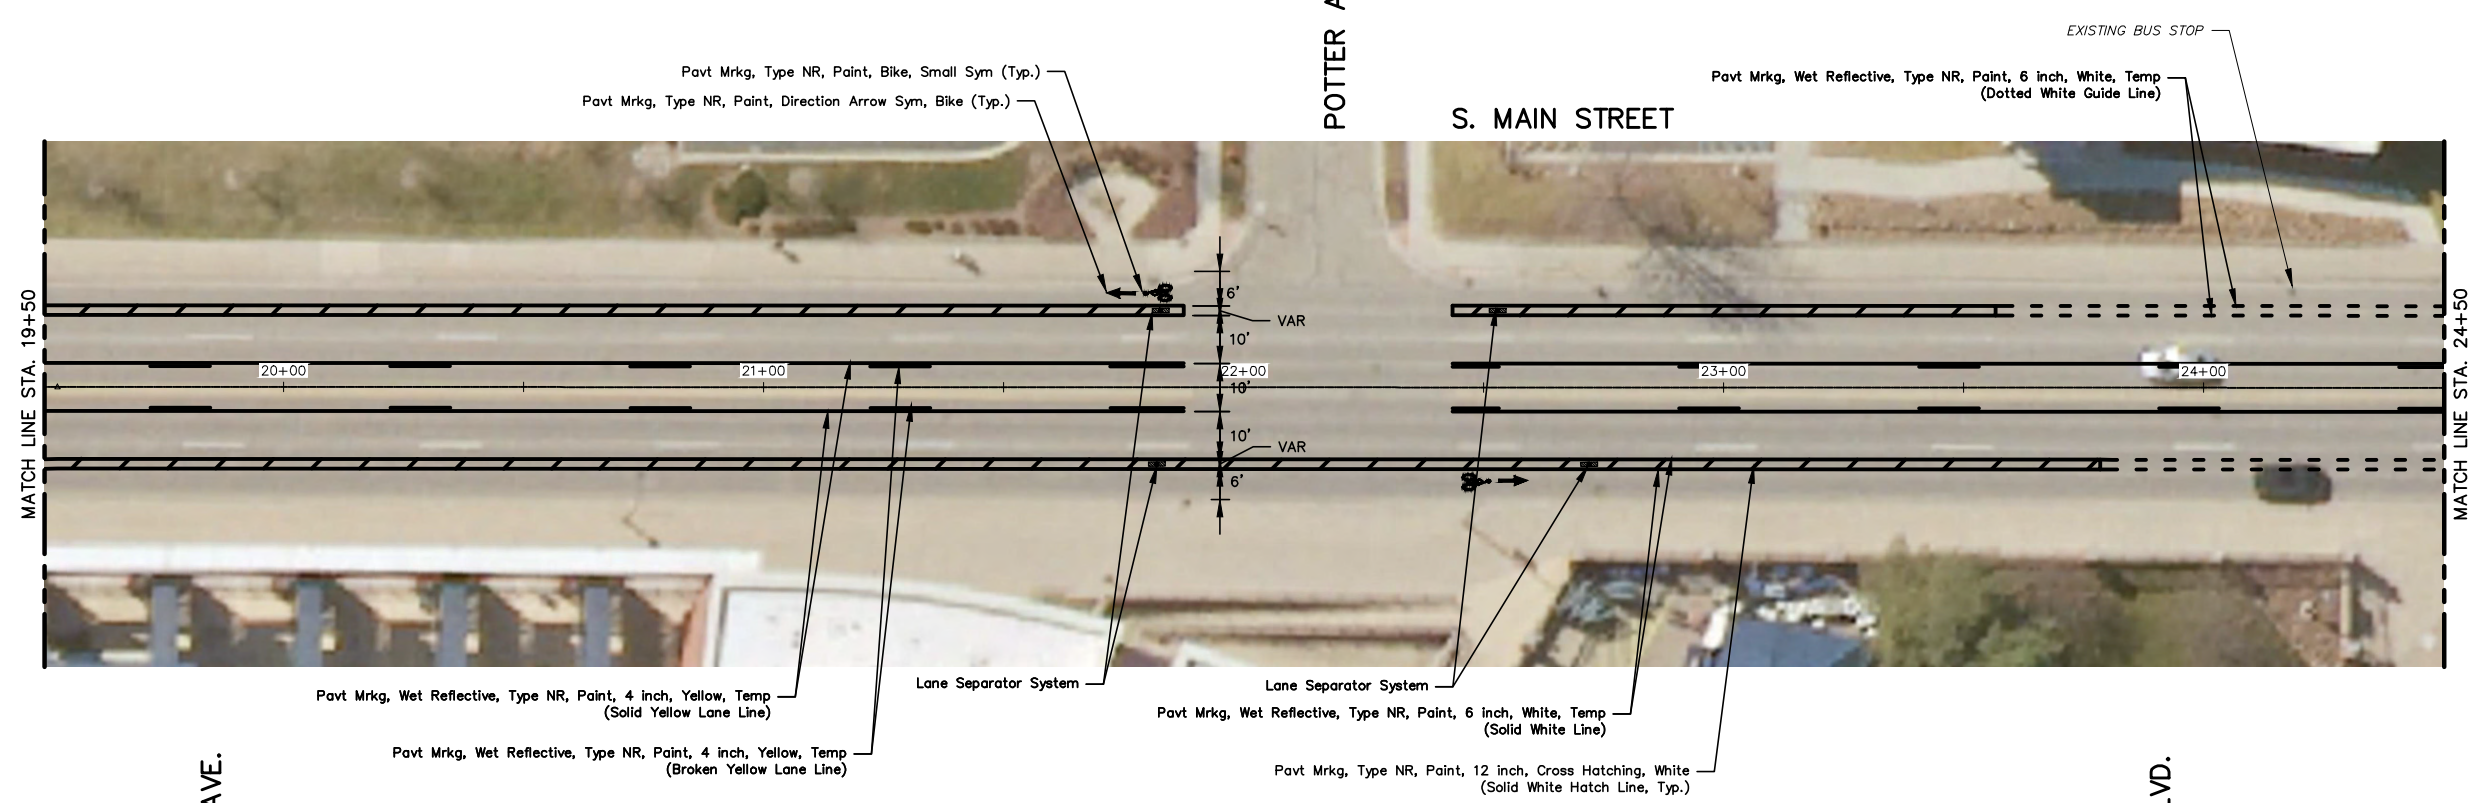 POTTER A
EXISTING BUS STOP
Pavt Mrkg, Type NR, Paint, Bike, Small Sym (Typ.)
Pavt Mrkg, Type NR, Paint, Direction Arrow Sym, Bike (Typ.)
Pavt Mrkg, Wet Reflective, Type NR, Paint, 6 inch, White, Temp
(Dotted White Guide Line)
S. MAIN STREET
MATCH LINE STA. 19+50
6'
VAR
10'
20+00
21+00
22+00
23+00
24+00
10'
10'
VAR
6'
MATCH LINE STA. 24+50
Lane Separator System
Lane Separator System
Pavt Mrkg, Wet Reflective, Type NR, Paint, 4 inch, Yellow, Temp
(Solid Yellow Lane Line)
Pavt Mrkg, Wet Reflective, Type NR, Paint, 6 inch, White, Temp
(Solid White Line)
Pavt Mrkg, Wet Reflective, Type NR, Paint, 4 inch, Yellow, Temp
(Broken Yellow Lane Line)
Pavt Mrkg, Type NR, Paint, 12 inch, Cross Hatching, White
(Solid White Hatch Line, Typ.)
AVE.
VD.